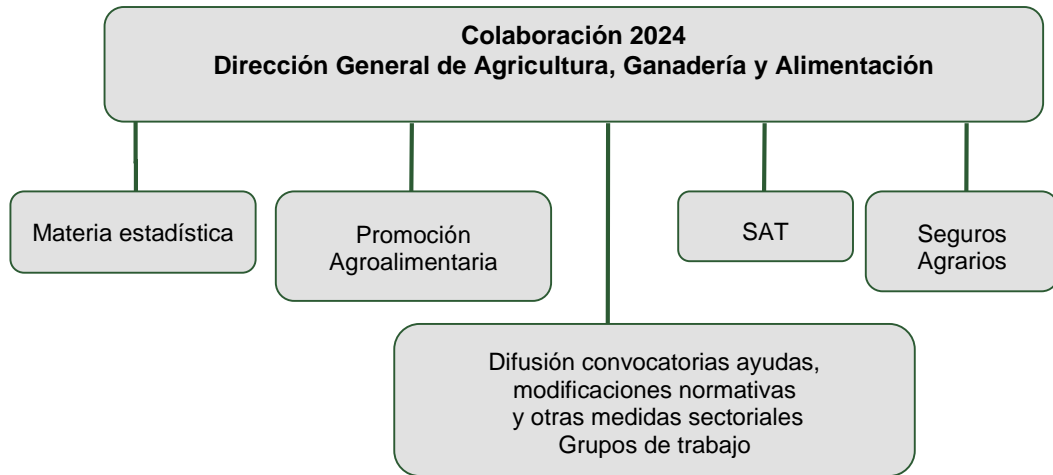 Colaboración 2024
Dirección General de Agricultura, Ganadería y Alimentación
Materia estadística
Promoción
Agroalimentaria
SAT
Seguros
Agrarios
Difusión convocatorias ayudas,
modificaciones normativas
y otras medidas sectoriales
Grupos de trabajo